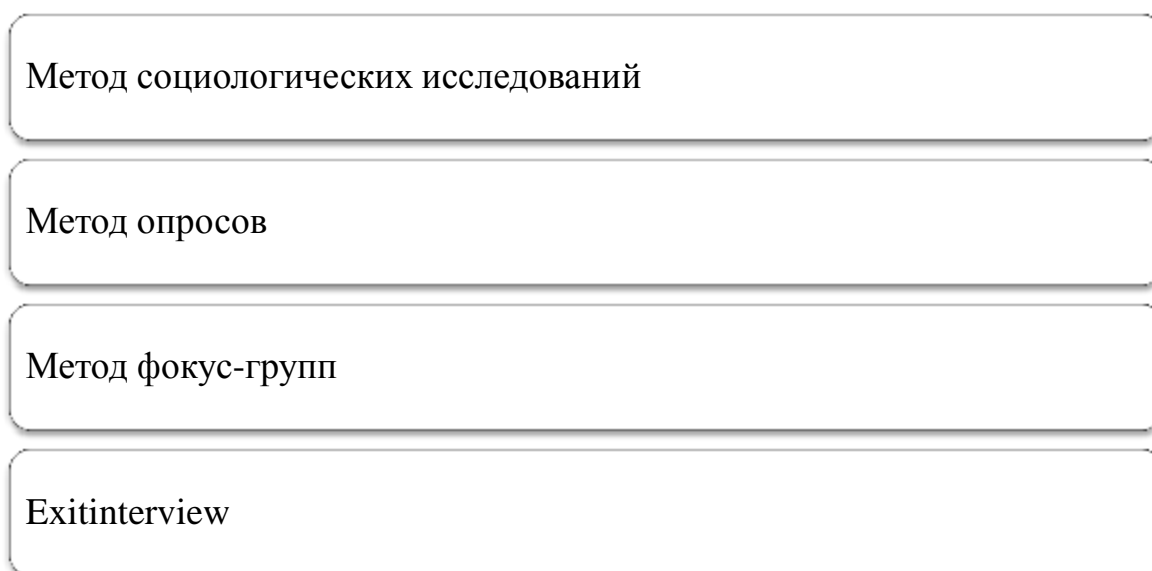 Метод социологических исследований
Метод опросов
Метод фокус-групп
Exitinterview